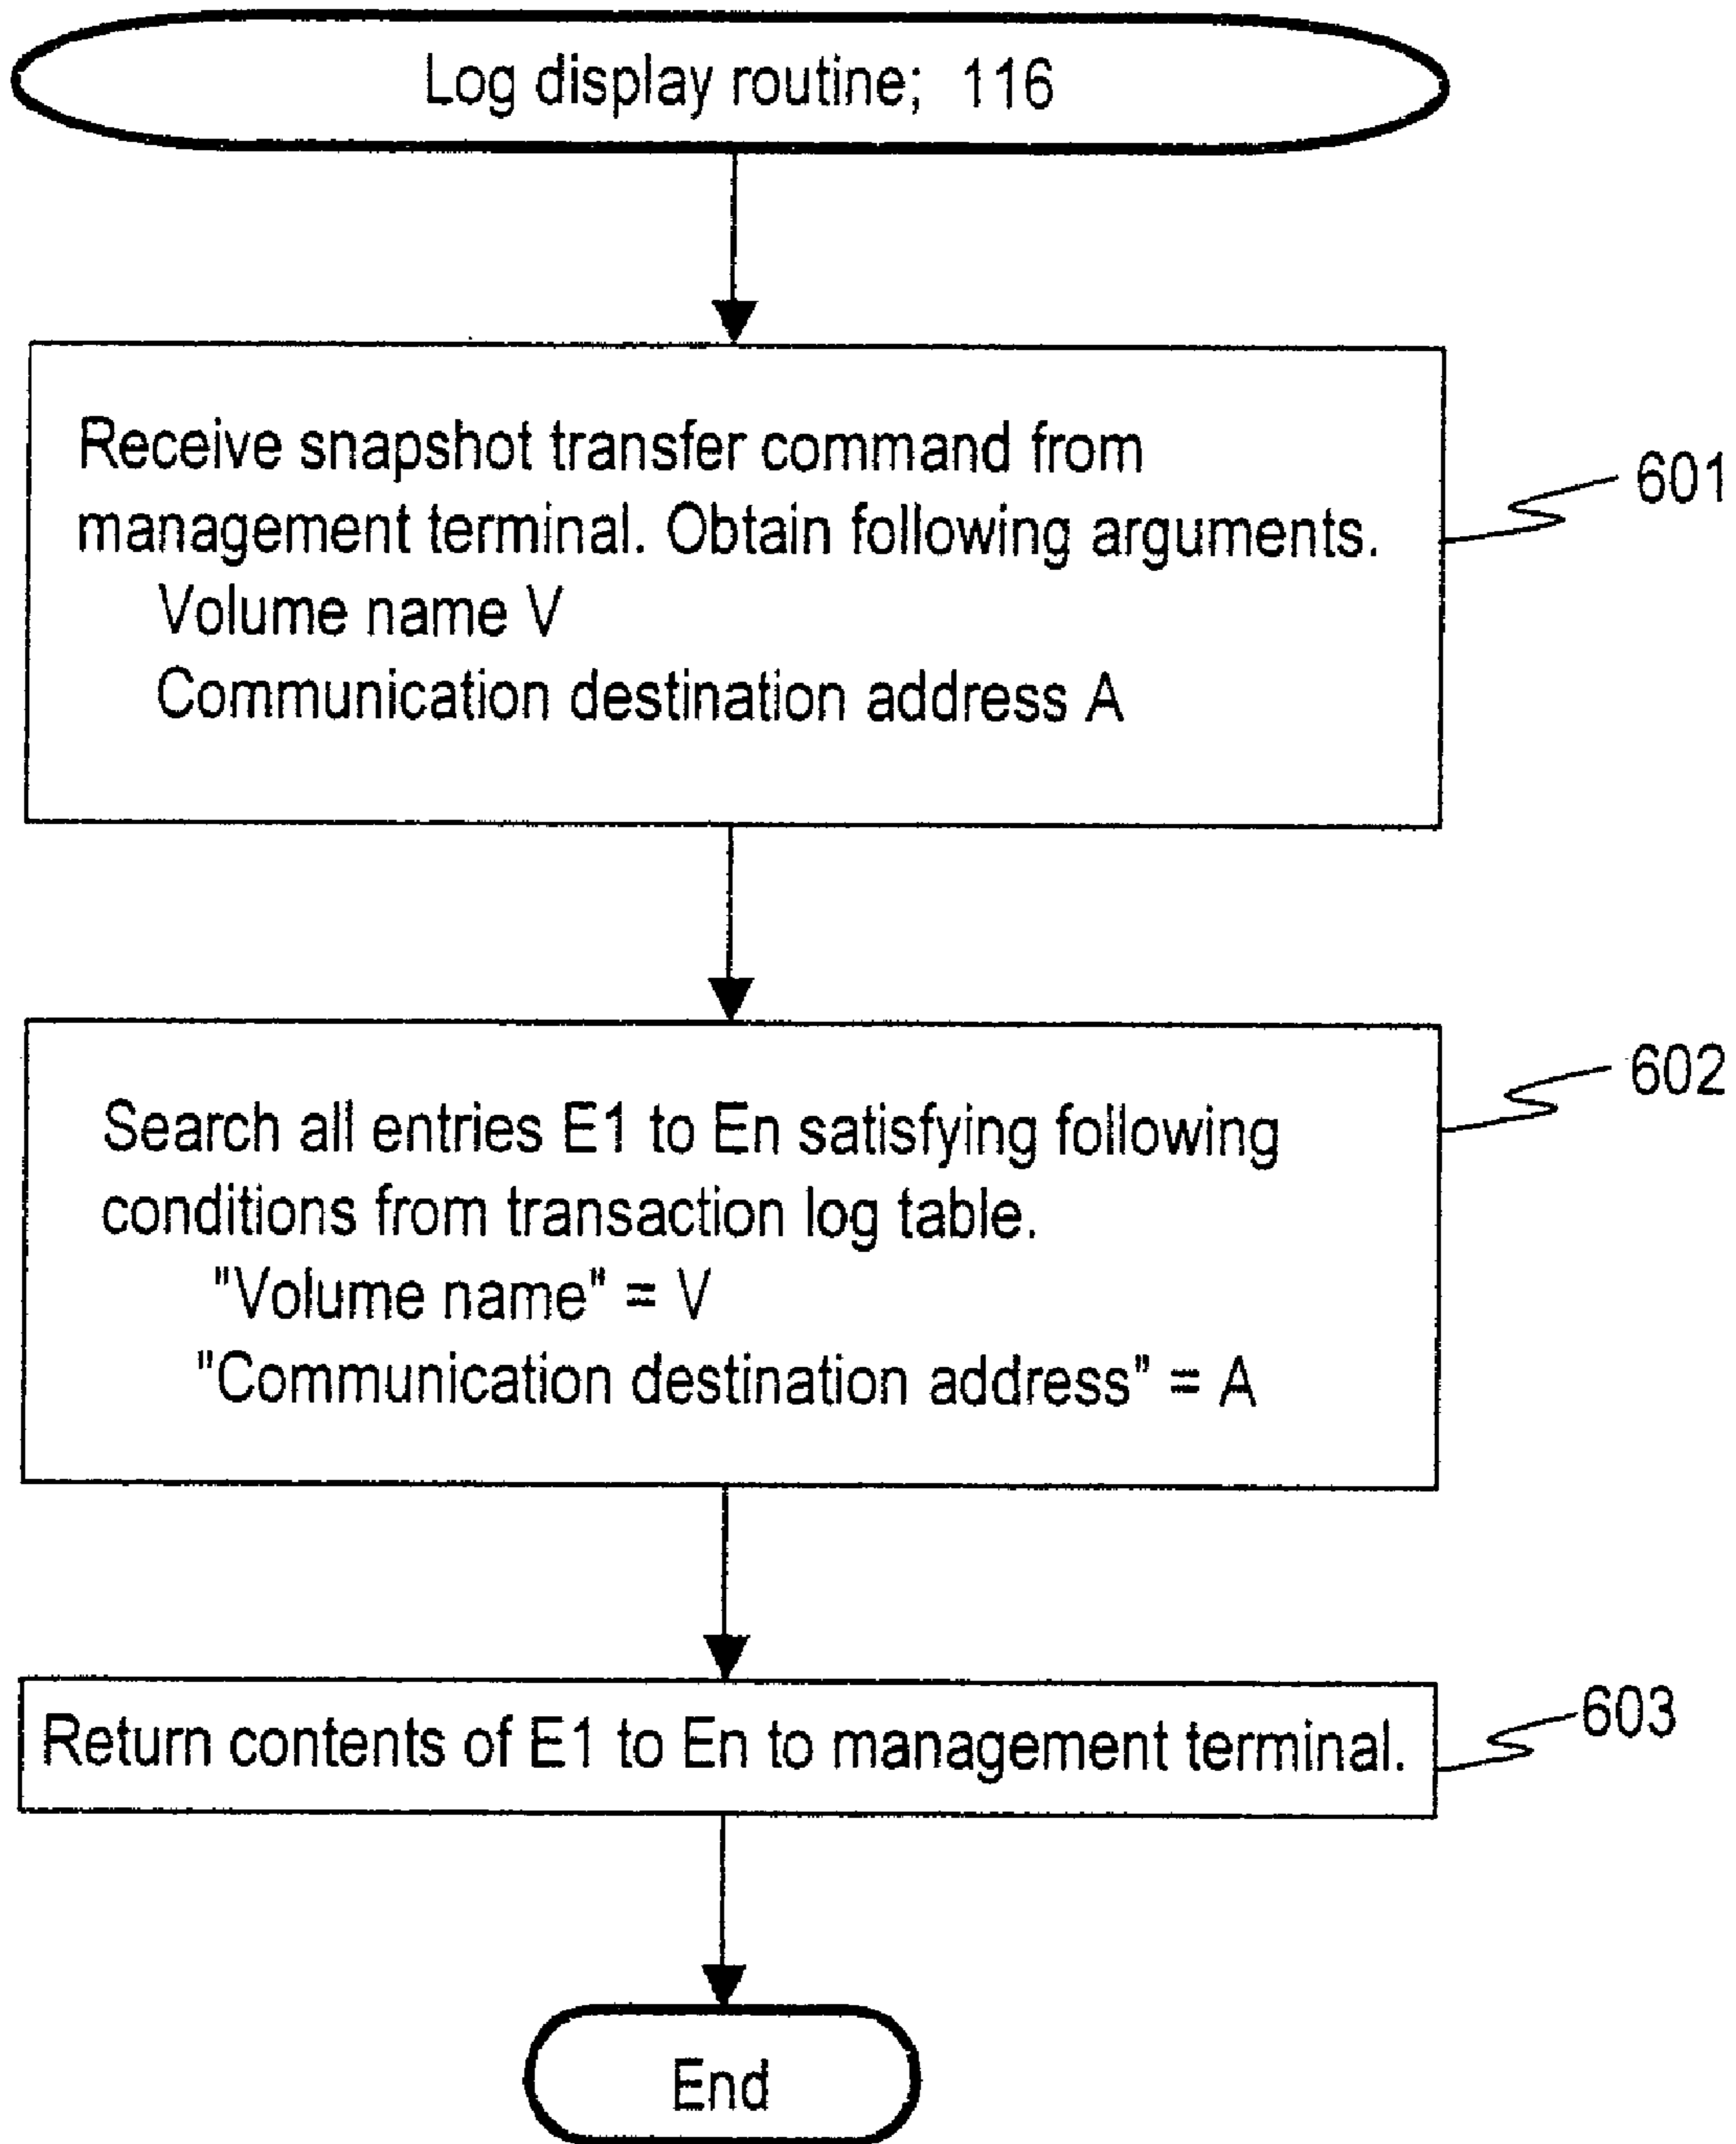 Log display routine; 116
Receive snapshot transfer command from
management terminal. Obtain following arguments.
Volume name V
Communication destination address A
601
Search all entries E1 to En satisfying following
conditions from transaction log table.
"Volume name" = V
"Communication destination address" = A
602
Return contents of E1 to En to management terminal.
603
End